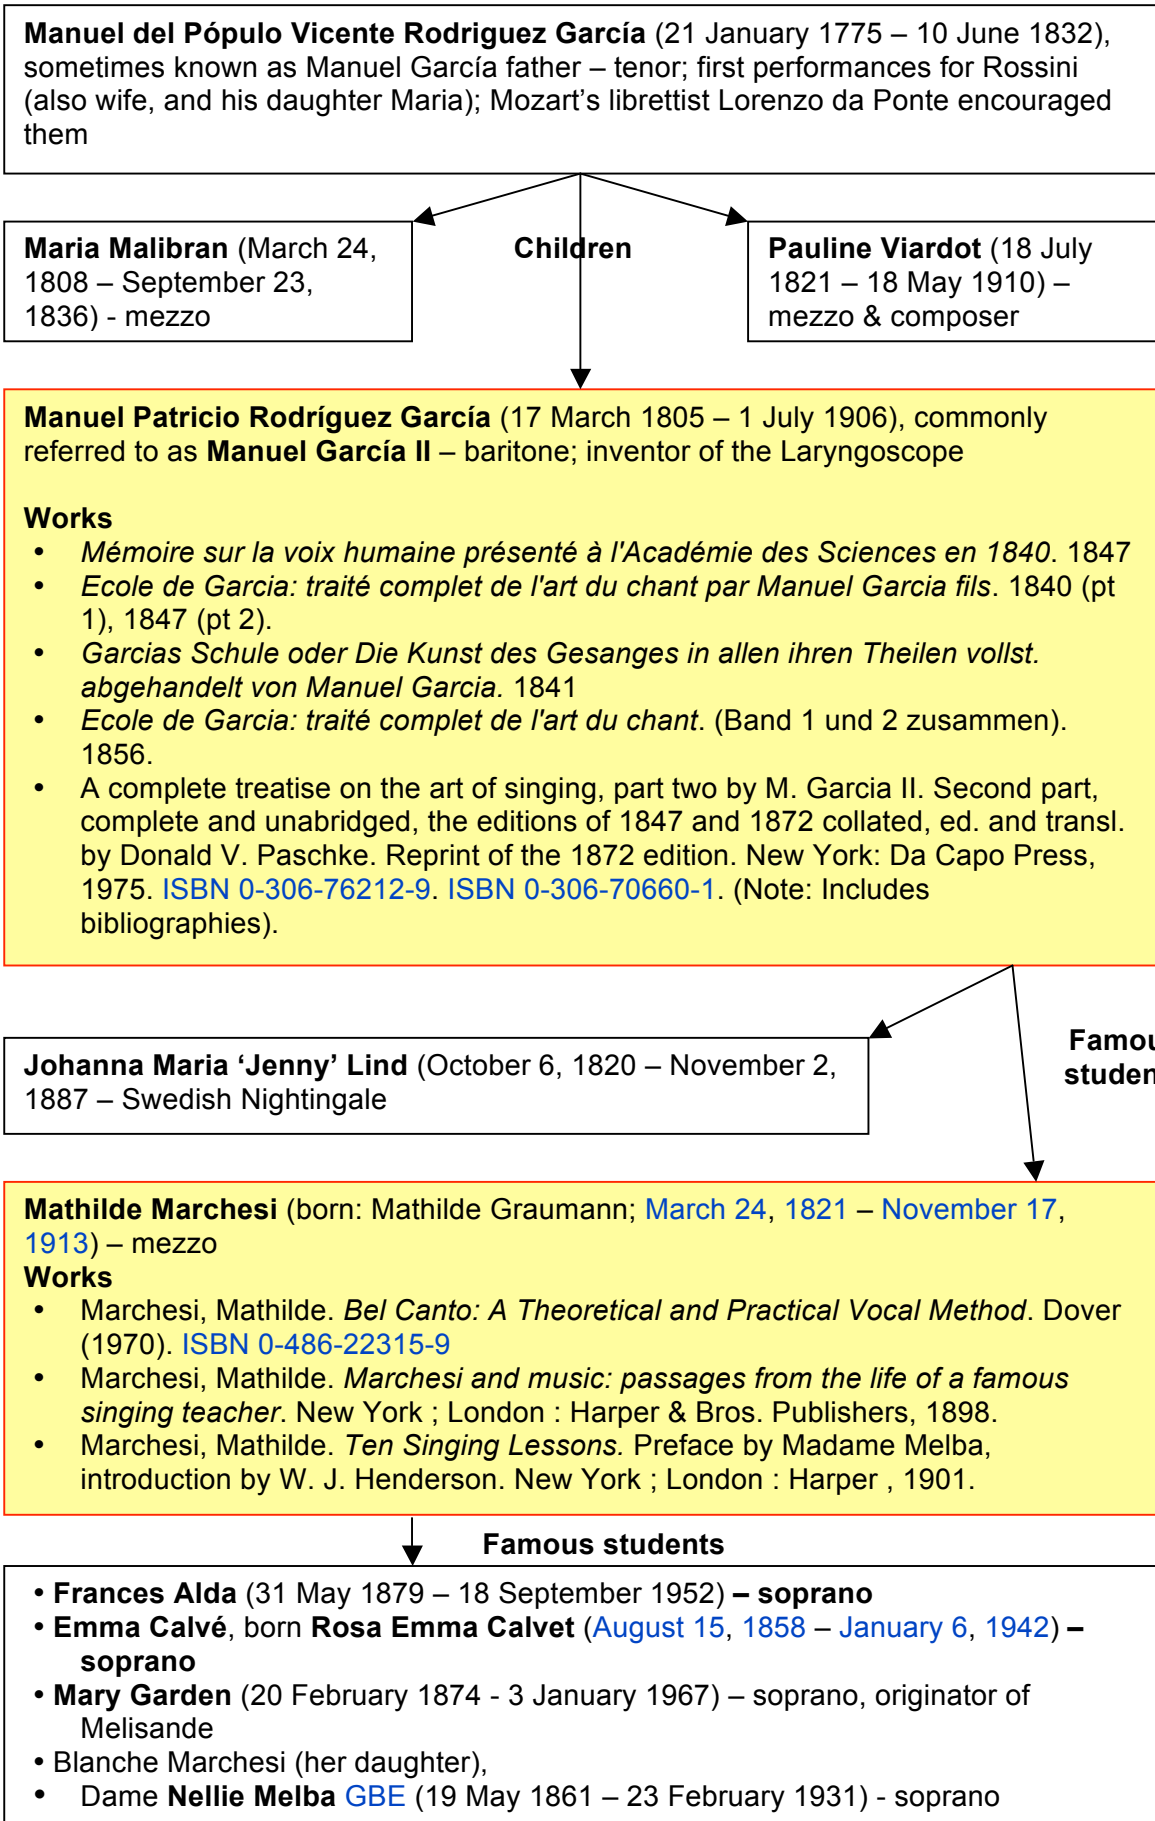 Manuel del Pópulo Vicente Rodriguez García (21 January 1775 – 10 June 1832),
sometimes known as Manuel García father – tenor; first performances for Rossini
(also wife, and his daughter Maria); Mozart's librettist Lorenzo da Ponte encouraged
them
Maria Malibran (March 24,
1808 – September 23,
1836) - mezzo
Children
Pauline Viardot (18 July
1821 – 18 May 1910) –
mezzo & composer
Manuel Patricio Rodríguez García (17 March 1805 – 1 July 1906), commonly
referred to as Manuel García II – baritone; inventor of the Laryngoscope
Works
• Mémoire sur la voix humaine présenté à l'Académie des Sciences en 1840. 1847
• Ecole de Garcia: traité complet de l'art du chant par Manuel Garcia fils. 1840 (pt
1), 1847 (pt 2).
• Garcias Schule oder Die Kunst des Gesanges in allen ihren Theilen vollst.
abgehandelt von Manuel Garcia. 1841
• Ecole de Garcia: traité complet de l'art du chant. (Band 1 und 2 zusammen).
1856.
• A complete treatise on the art of singing, part two by M. Garcia II. Second part,
complete and unabridged, the editions of 1847 and 1872 collated, ed. and transl.
by Donald V. Paschke. Reprint of the 1872 edition. New York: Da Capo Press,
1975. ISBN 0-306-76212-9. ISBN 0-306-70660-1. (Note: Includes
bibliographies).
Famou
studen
Johanna Maria ‘Jenny’ Lind (October 6, 1820 – November 2,
1887 – Swedish Nightingale
Mathilde Marchesi (born: Mathilde Graumann; March 24, 1821 – November 17,
1913) – mezzo
Works
• Marchesi, Mathilde. Bel Canto: A Theoretical and Practical Vocal Method. Dover
(1970). ISBN 0-486-22315-9
• Marchesi, Mathilde. Marchesi and music: passages from the life of a famous
singing teacher. New York ; London : Harper & Bros. Publishers, 1898.
• Marchesi, Mathilde. Ten Singing Lessons. Preface by Madame Melba,
introduction by W. J. Henderson. New York ; London : Harper , 1901.
Famous students
• Frances Alda (31 May 1879 – 18 September 1952) – soprano
• Emma Calvé, born Rosa Emma Calvet (August 15, 1858 – January 6, 1942) –
soprano
• Mary Garden (20 February 1874 - 3 January 1967) – soprano, originator of
Melisande
• Blanche Marchesi (her daughter),
• Dame Nellie Melba GBE (19 May 1861 – 23 February 1931) - soprano